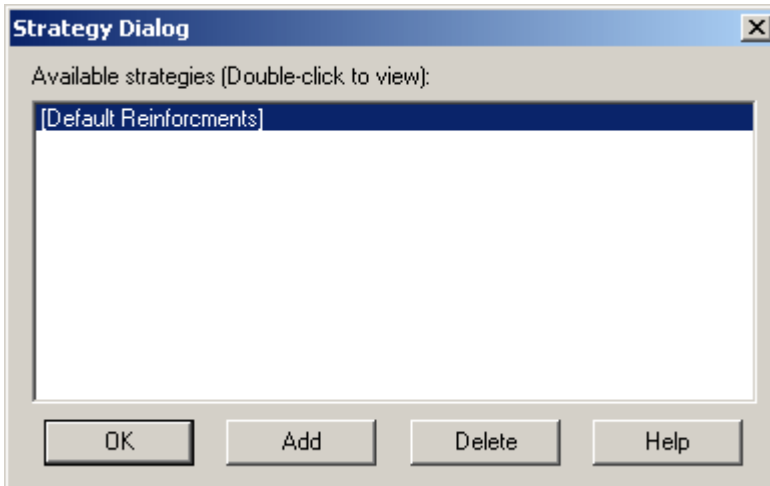 Strategy Dialog
Available strategies (Double-click to view):
[Default Reinforcments]
OK Add Delete Help